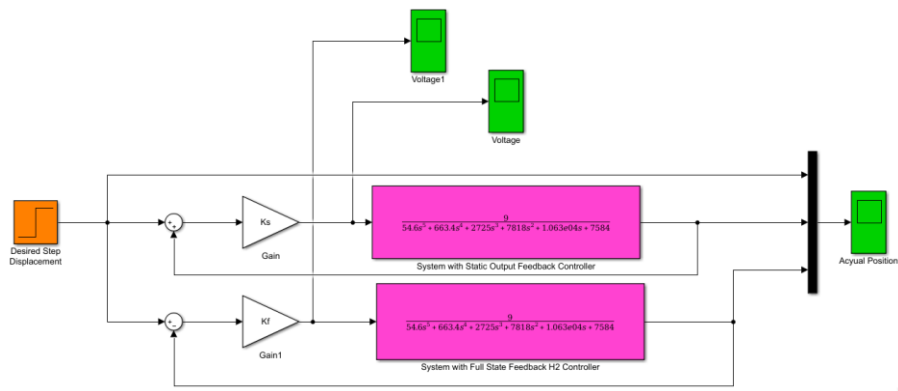 Voltage1
Voltage
Desired Step
Displacement
+
+
Ks
Gain
9
54.6s⁵ + 663.4s⁴ + 2725s³ + 7818s² + 1.063e04s + 7584
System with Static Output Feedback Controller
Acyual Position
+
−
Kf
Gain1
9
54.6s⁵ + 663.4s⁴ + 2725s³ + 7818s² + 1.063e04s + 7584
System with Full State Feedback H2 Controller